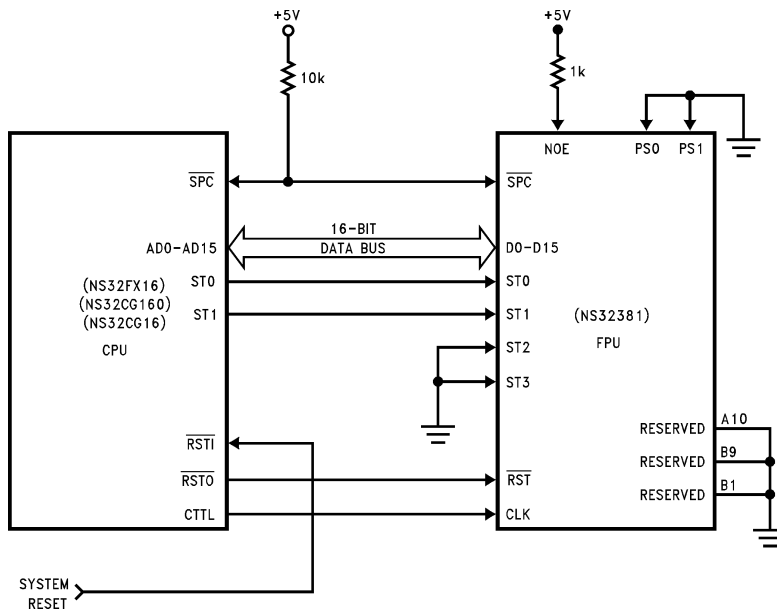 +5V
+5V
10k
1k
NOE
PS0
PS1
SPC
SPC
16-BIT
DATA BUS
AD0-AD15
D0-D15
ST0
ST0
(NS32FX16)
(NS32CG160)
(NS32CG16)
CPU
ST1
ST1
(NS32381)
FPU
ST2
ST3
RSTI
RESERVED
A10
RESERVED
B9
RSTO
RST
RESERVED
B1
CTTL
CLK
SYSTEM
RESET